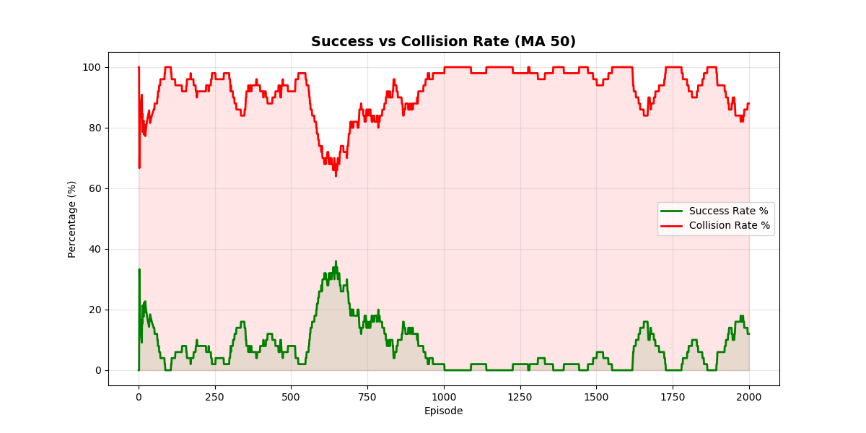 Success vs Collision Rate (MA 50)
100
80
60
40
20
0
Percentage (%)
Success Rate %
Collision Rate %
0 250 500 750 1000 1250 1500 1750 2000
Episode